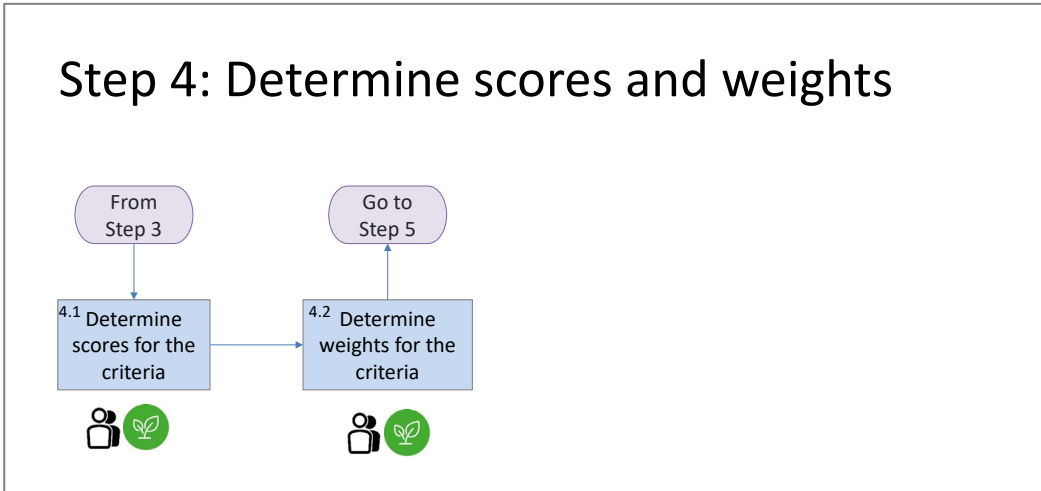 Step 4: Determine scores and weights
From
Step 3
Go to
Step 5
4.1 Determine
scores for the
criteria
4.2 Determine
weights for the
criteria